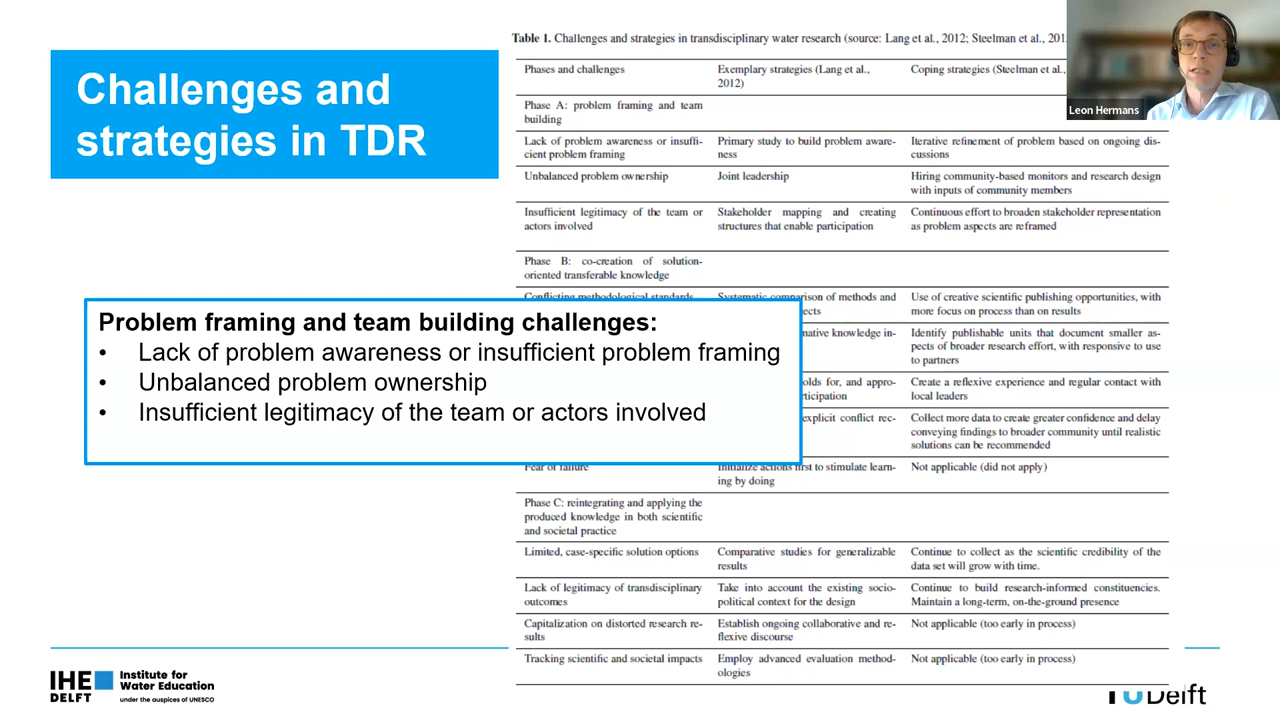 Challenges and
strategies in TDR
Table 1. Challenges and strategies in transdisciplinary water research (source: Lang et al., 2012; Steelman et al., 201
Leon Hermans
Phases and challenges
Exemplary strategies (Lang et al.,
2012)
Coping strategies (Steelman et al.,
Phase A: problem framing and team
building
Lack of problem awareness or insuffi-
cient problem framing
Primary study to build problem aware-
ness
Iterative refinement of problem based on ongoing dis-
cussions
Unbalanced problem ownership
Joint leadership
Hiring community-based monitors and research design
with inputs of community members
Insufficient legitimacy of the team or
actors involved
Stakeholder mapping and creating
structures that enable participation
Continuous effort to broaden stakeholder representation
as problem aspects are reframed
Phase B: co-creation of solution-
oriented transferable knowledge
Conflicting methodological standards
Systematic comparison of methods and
ects
Use of creative scientific publishing opportunities, with
more focus on process than on results
native knowledge in-
Identify publishable units that document smaller as-
pects of broader research effort, with responsive to use
to partners
olds for, and appro-
rticipation
Create a reflexive experience and regular contact with
local leaders
explicit conflict rec-
Collect more data to create greater confidence and delay
conveying findings to broader community until realistic
solutions can be recommended
Fear of failure
Initialize actions first to stimulate learn-
ing by doing
Not applicable (did not apply)
Problem framing and team building challenges:
• Lack of problem awareness or insufficient problem framing
• Unbalanced problem ownership
• Insufficient legitimacy of the team or actors involved
Phase C: reintegrating and applying the
produced knowledge in both scientific
and societal practice
Limited, case-specific solution options
Comparative studies for generalizable
results
Continue to collect as the scientific credibility of the
data set will grow with time.
Lack of legitimacy of transdisciplinary
outcomes
Take into account the existing socio-
political context for the design
Continue to build research-informed constituencies.
Maintain a long-term, on-the-ground presence
Capitalization on distorted research re-
sults
Establish ongoing collaborative and re-
flexive discourse
Not applicable (too early in process)
Tracking scientific and societal impacts
Employ advanced evaluation method-
ologies
Not applicable (too early in process)
IHE
DELFT
Institute for
Water Education
under the auspices of UNESCO
TUDelft